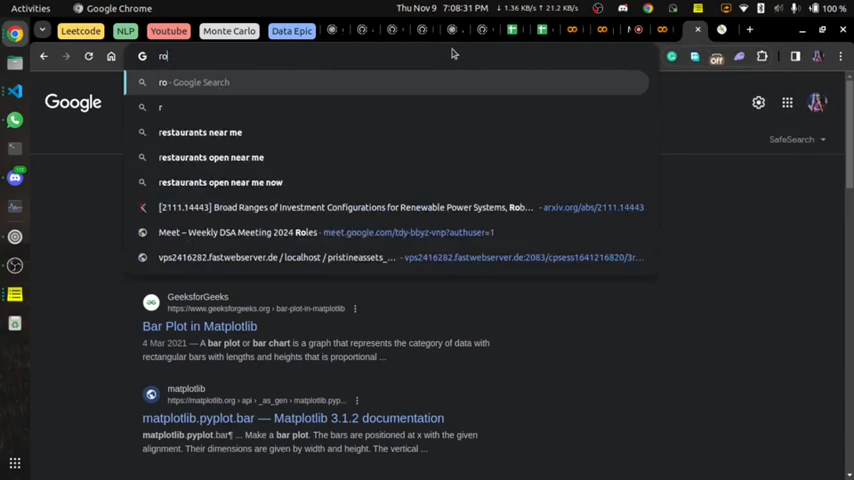 Activities
Google Chrome
Thu Nov 9 7:08:31 PM
↓ 1.36 KB/s ↑ 21.2 KB/s
100 %
Leetcode
NLP
Youtube
Monte Carlo
Data Epic
ro
Off
ro - Google Search
r
restaurants near me
restaurants open near me
restaurants open near me now
[2111.14443] Broad Ranges of Investment Configurations for Renewable Power Systems, Rob... - arxiv.org/abs/2111.14443
Meet – Weekly DSA Meeting 2024 Roles - meet.google.com/tdy-bbyz-vnp?authuser=1
vps2416282.fastwebserver.de / localhost / pristineassets_... - vps2416282.fastwebserver.de:2083/cpsess1641216820/3r...
Google
SafeSearch
GeeksforGeeks
https://www.geeksforgeeks.org › bar-plot-in-matplotlib
Bar Plot in Matplotlib
4 Mar 2021 — A bar plot or bar chart is a graph that represents the category of data with
rectangular bars with lengths and heights that is proportional ...
matplotlib
https://matplotlib.org › api › _as_gen › matplotlib.pyp...
matplotlib.pyplot.bar — Matplotlib 3.1.2 documentation
matplotlib.pyplot.bar¶ ... Make a bar plot. The bars are positioned at x with the given
alignment. Their dimensions are given by width and height. The vertical ...